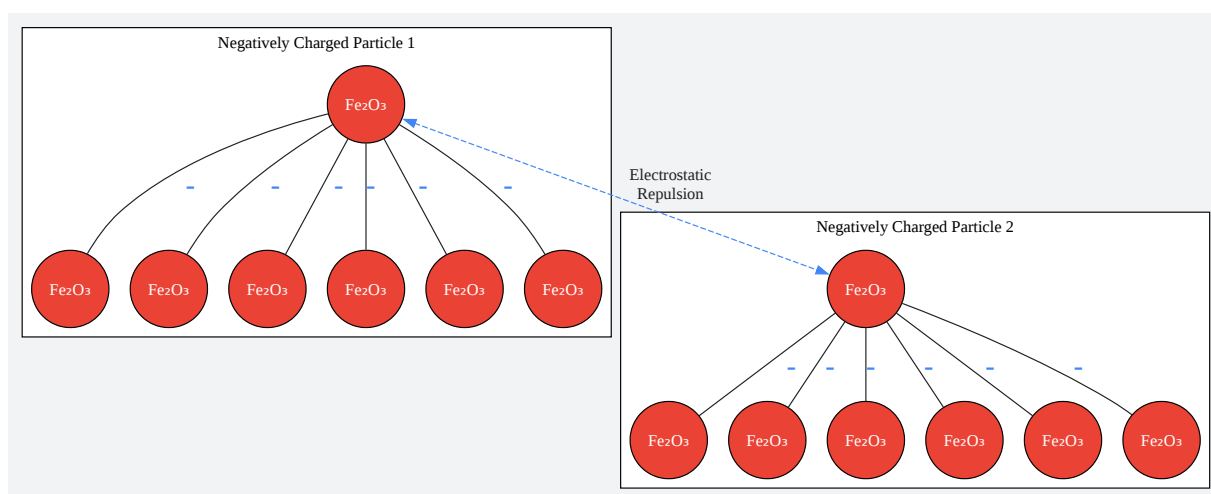 Negatively Charged Particle 1
Fe₂O₃
-
-
-
-
-
-
Electrostatic
Repulsion
Fe₂O₃
Fe₂O₃
Fe₂O₃
Fe₂O₃
Fe₂O₃
Fe₂O₃
Negatively Charged Particle 2
Fe₂O₃
-
-
-
-
-
-
Fe₂O₃
Fe₂O₃
Fe₂O₃
Fe₂O₃
Fe₂O₃
Fe₂O₃